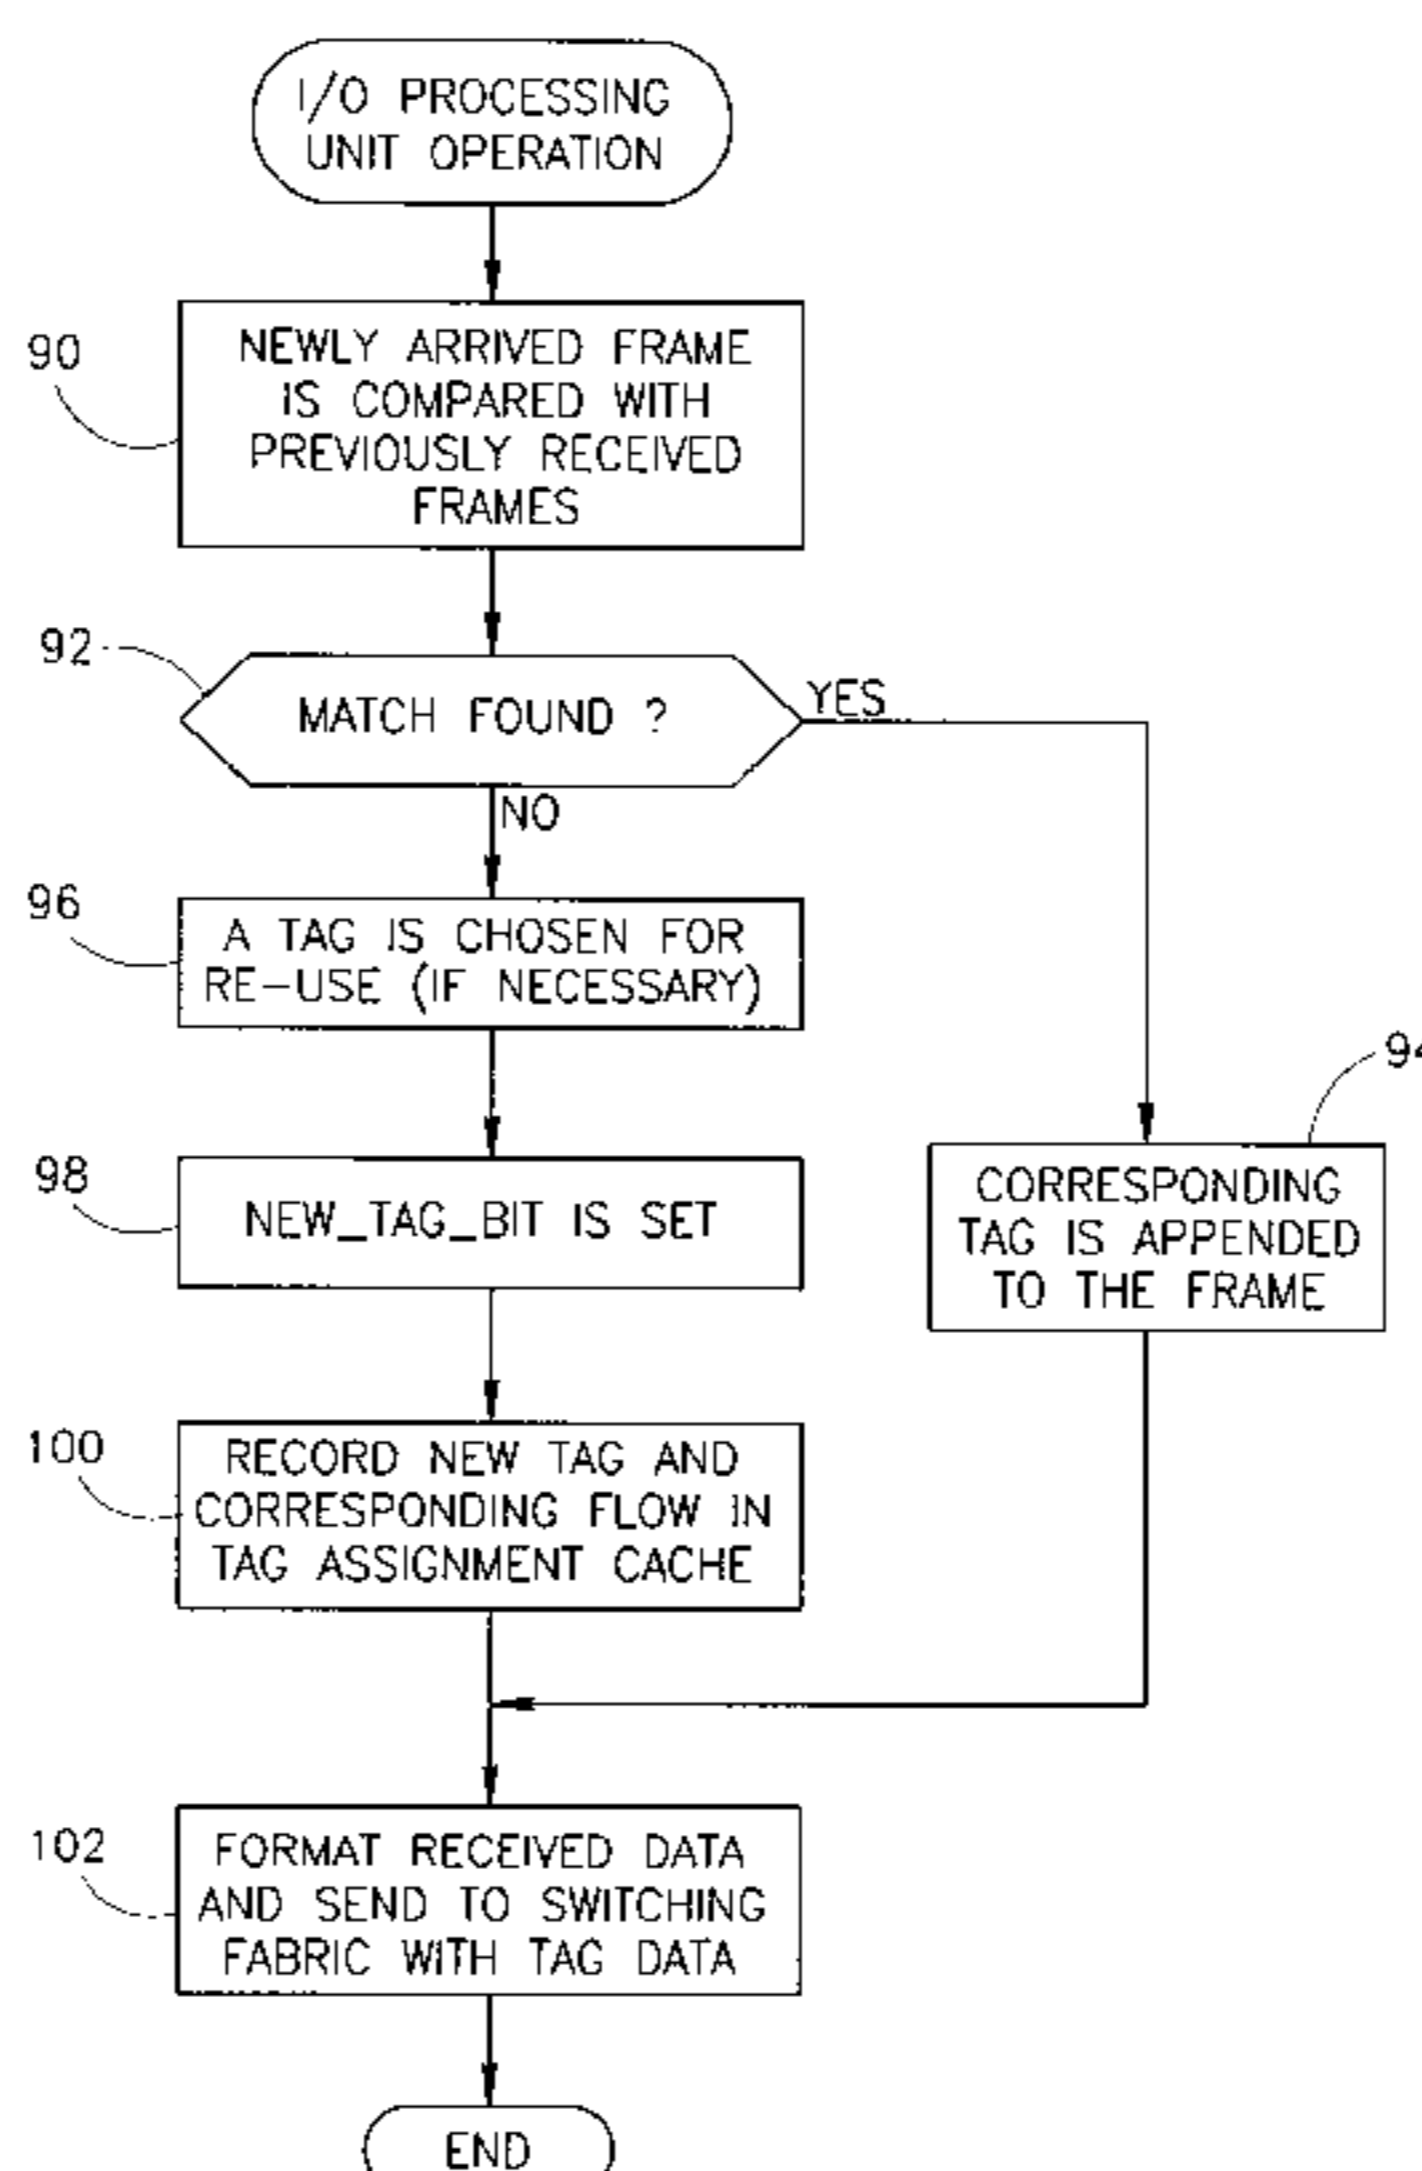 I/O PROCESSING
UNIT OPERATION
90
NEWLY ARRIVED FRAME
IS COMPARED WITH
PREVIOUSLY RECEIVED
FRAMES
92
MATCH FOUND ?
YES
NO
96
A TAG IS CHOSEN FOR
RE-USE (IF NECESSARY)
94
98
NEW_TAG_BIT IS SET
CORRESPONDING
TAG IS APPENDED
TO THE FRAME
100
RECORD NEW TAG AND
CORRESPONDING FLOW IN
TAG ASSIGNMENT CACHE
102
FORMAT RECEIVED DATA
AND SEND TO SWITCHING
FABRIC WITH TAG DATA
END